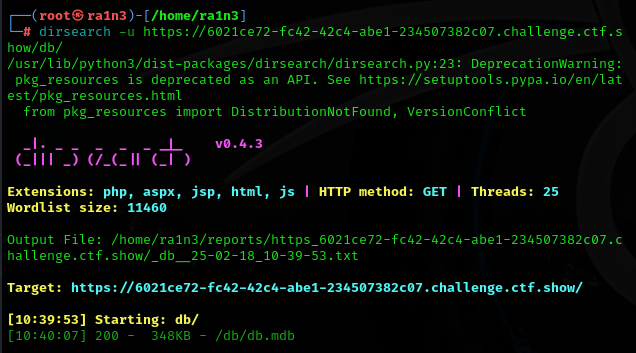 ┌──(root㉿ra1n3)-[/home/ra1n3]
└─# dirsearch -u https://6021ce72-fc42-42c4-abe1-234507382c07.challenge.ctf.s
how/db/
/usr/lib/python3/dist-packages/dirsearch/dirsearch.py:23: DeprecationWarning:
 pkg_resources is deprecated as an API. See https://setuptools.pypa.io/en/lat
est/pkg_resources.html
  from pkg_resources import DistributionNotFound, VersionConflict

  _|. _ _  _  _  _ _|_    v0.4.3
 (_||| _) (/_(_|| (_| )

Extensions: php, aspx, jsp, html, js | HTTP method: GET | Threads: 25
Wordlist size: 11460

Output File: /home/ra1n3/reports/https_6021ce72-fc42-42c4-abe1-234507382c07.c
hallenge.ctf.show/_db__25-02-18_10-39-53.txt

Target: https://6021ce72-fc42-42c4-abe1-234507382c07.challenge.ctf.show/

[10:39:53] Starting: db/
[10:40:07] 200 -  348KB - /db/db.mdb